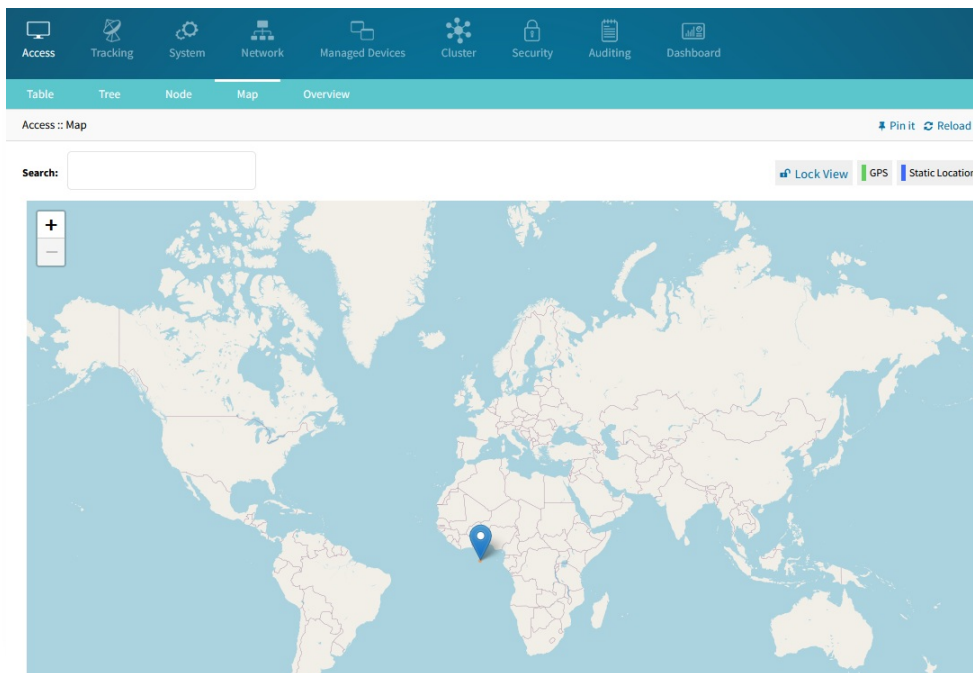 Access Tracking System Network Managed Devices Cluster Security Auditing Dashboard
Table Tree Node Map Overview
Access :: Map Pin it Reload
Search: Lock View GPS Static Location
+
−